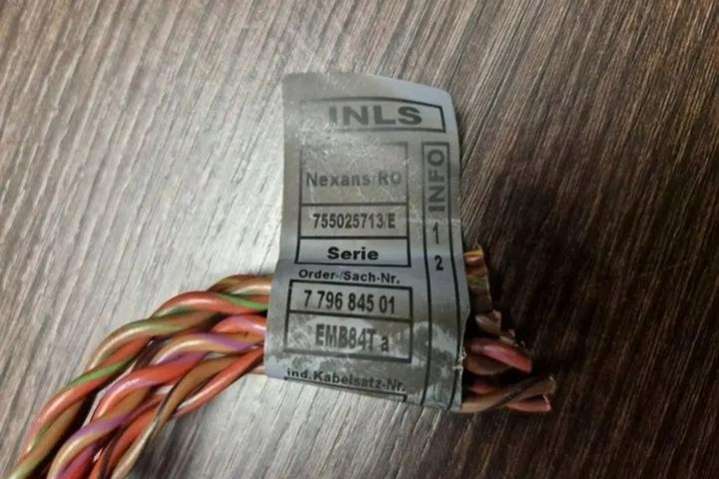 INLS
Nexans/RO
755025713/E
Serie
Order-/Sach-Nr.
7 796 845 01
EMB84T a
ind.Kabelsatz-Nr.
INFO
1
2